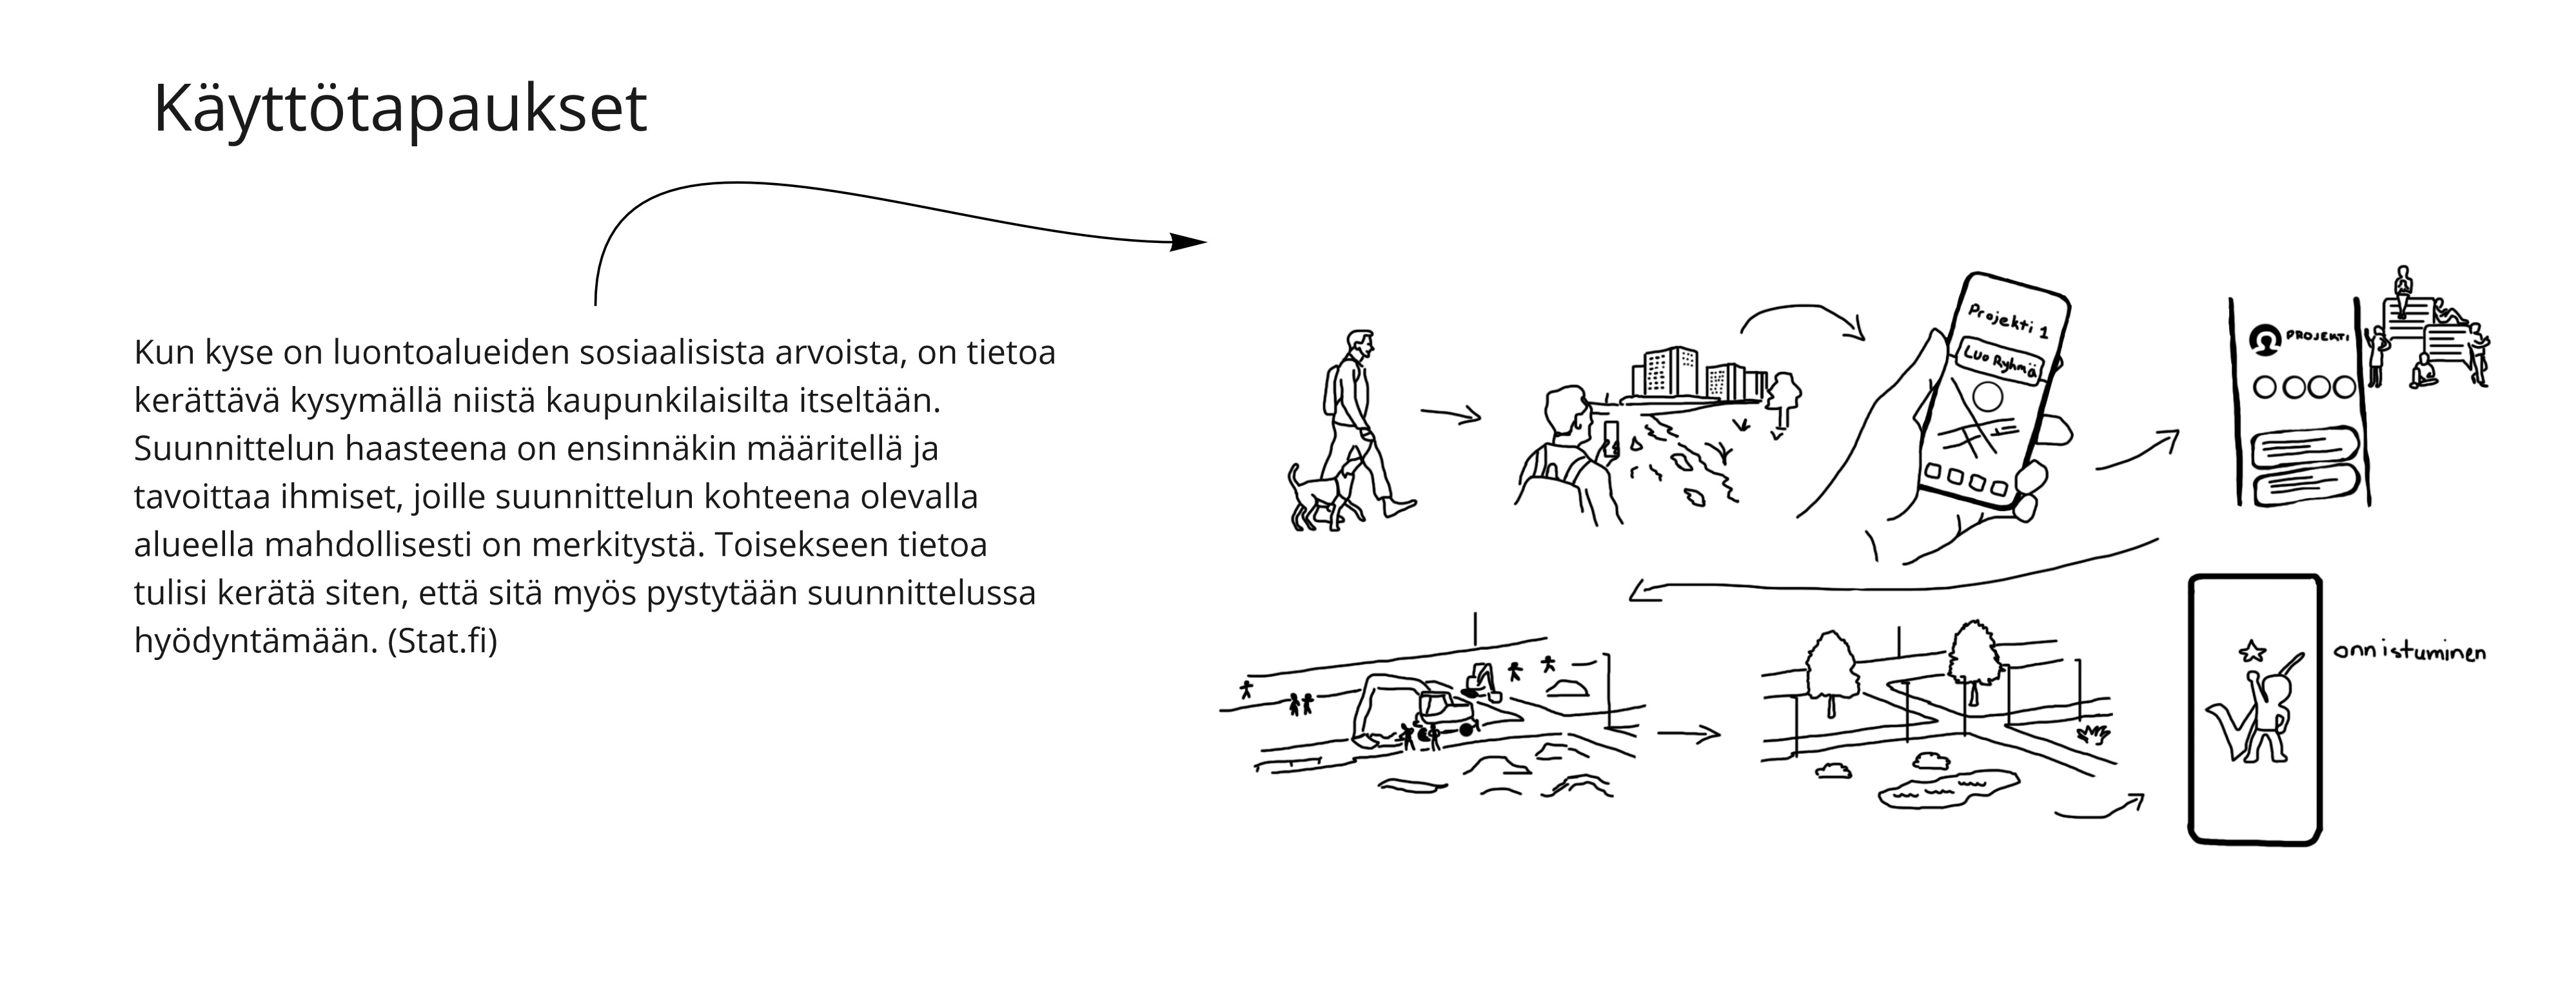 Käyttötapaukset
Kun kyse on luontoalueiden sosiaalisista arvoista, on tietoa
kerättävä kysymällä niistä kaupunkilaisilta itseltään.
Suunnittelun haasteena on ensinnäkin määritellä ja
tavoittaa ihmiset, joille suunnittelun kohteena olevalla
alueella mahdollisesti on merkitystä. Toisekseen tietoa
tulisi kerätä siten, että sitä myös pystytään suunnittelussa
hyödyntämään. (Stat.fi)
Projekti 1
Luo Ryhmä
PROJEKTI
onnistuminen